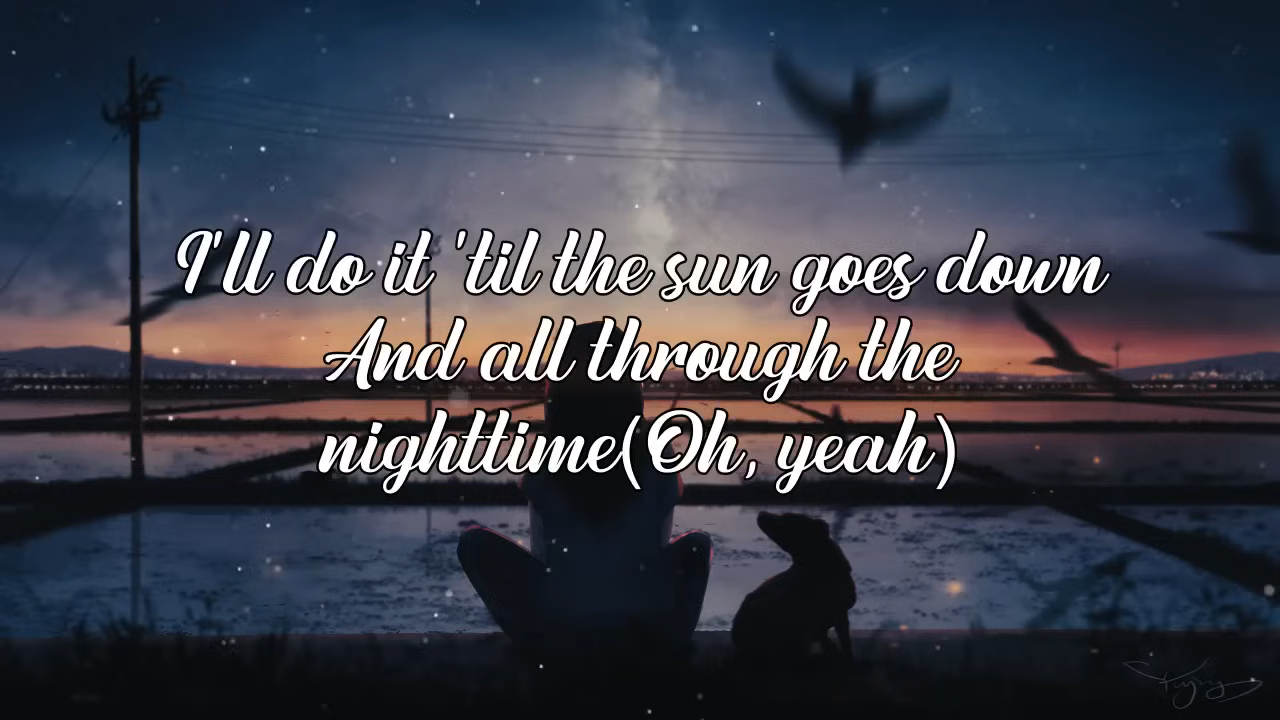 I'll do it 'til the sun goes down
And all through the
nighttime(Oh, yeah)